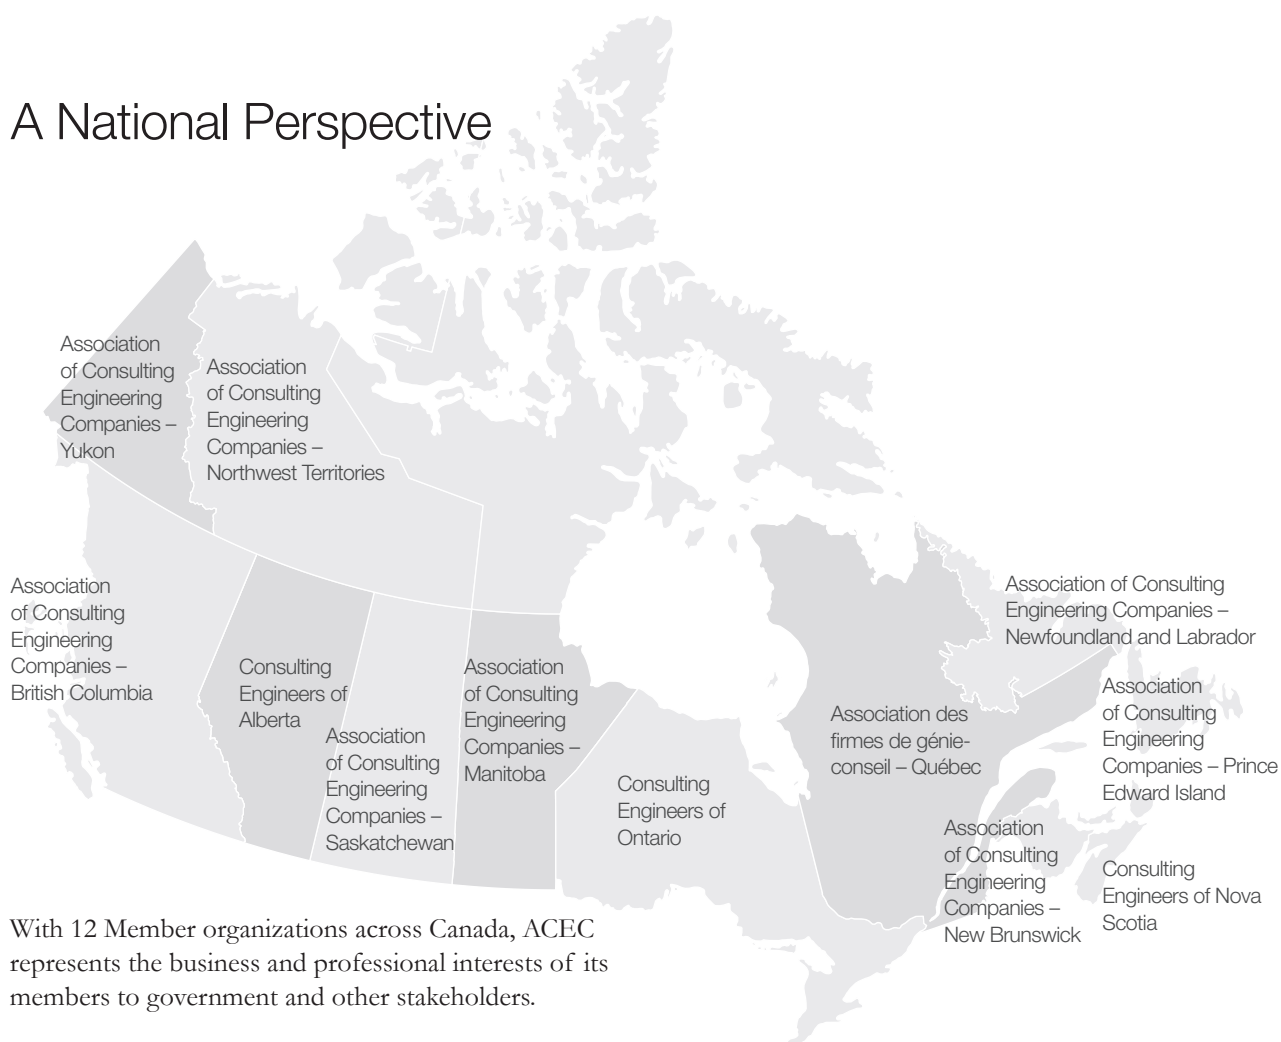 A National Perspective
Association
of Consulting
Engineering
Companies –
Yukon
Association
of Consulting
Engineering
Companies –
Northwest Territories
Association
of Consulting
Engineering
Companies –
British Columbia
Consulting
Engineers of
Alberta
Association
of Consulting
Engineering
Companies –
Saskatchewan
Association
of Consulting
Engineering
Companies –
Manitoba
Consulting
Engineers of
Ontario
Association des
firmes de génie-
conseil – Québec
Association of Consulting
Engineering Companies –
Newfoundland and Labrador
Association
of Consulting
Engineering
Companies – Prince
Edward Island
Association
of Consulting
Engineering
Companies –
New Brunswick
Consulting
Engineers of Nova
Scotia
With 12 Member organizations across Canada, ACEC
represents the business and professional interests of its
members to government and other stakeholders.